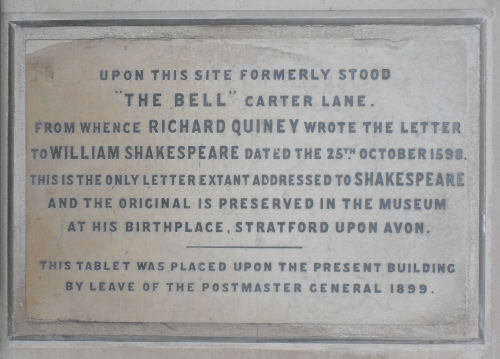 UPON THIS SITE FORMERLY STOOD
"THE BELL" CARTER LANE.
FROM WHENCE RICHARD QUINEY WROTE THE LETTER
TO WILLIAM SHAKESPEARE DATED THE 25TH OCTOBER 1598.
THIS IS THE ONLY LETTER EXTANT ADDRESSED TO SHAKESPEARE
AND THE ORIGINAL IS PRESERVED IN THE MUSEUM
AT HIS BIRTHPLACE, STRATFORD UPON AVON.
THIS TABLET WAS PLACED UPON THE PRESENT BUILDING
BY LEAVE OF THE POSTMASTER GENERAL 1899.